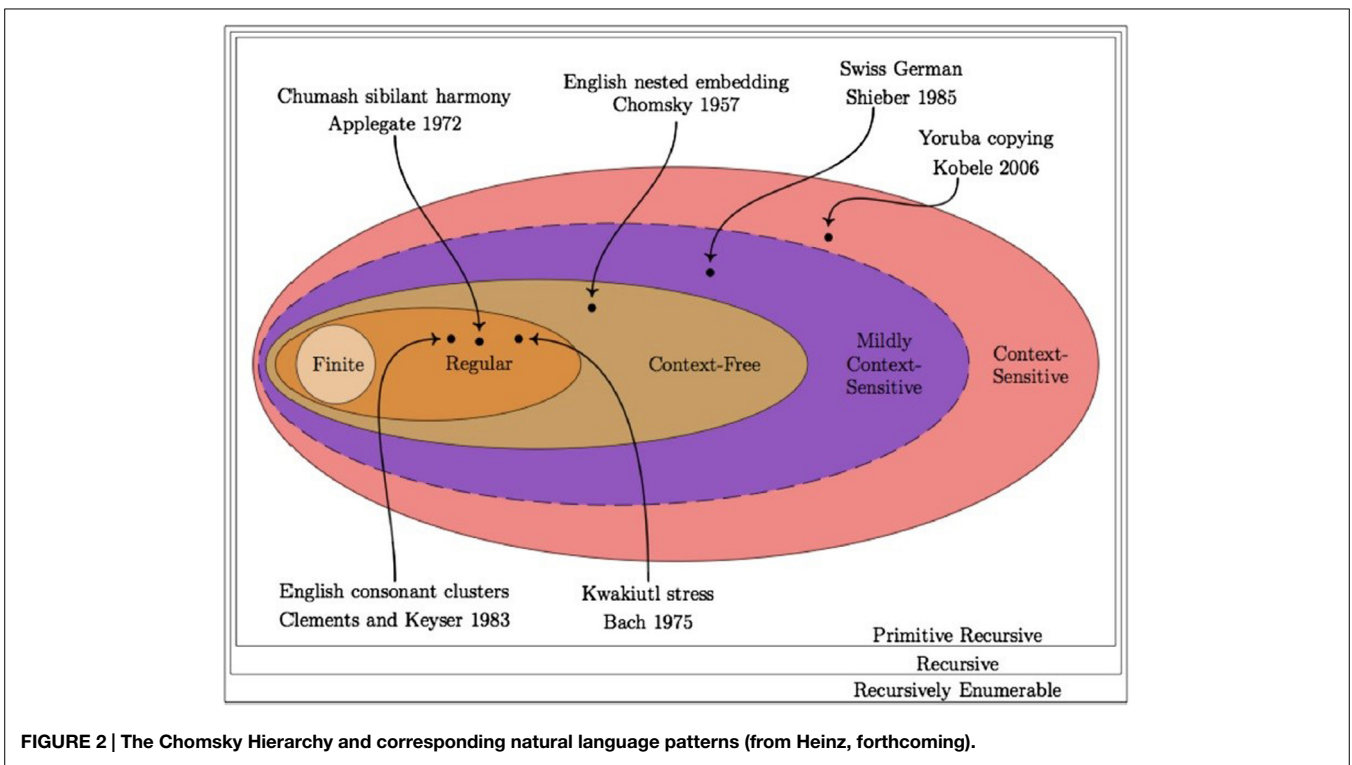 Chumash sibilant harmony
Applegate 1972
English nested embedding
Chomsky 1957
Swiss German
Shieber 1985
Yoruba copying
Kobele 2006
Finite
Regular
Context-Free
Mildly
Context-
Sensitive
Context-
Sensitive
English consonant clusters
Clements and Keyser 1983
Kwakiutl stress
Bach 1975
Primitive Recursive
Recursive
Recursively Enumerable
FIGURE 2 | The Chomsky Hierarchy and corresponding natural language patterns (from Heinz, forthcoming).